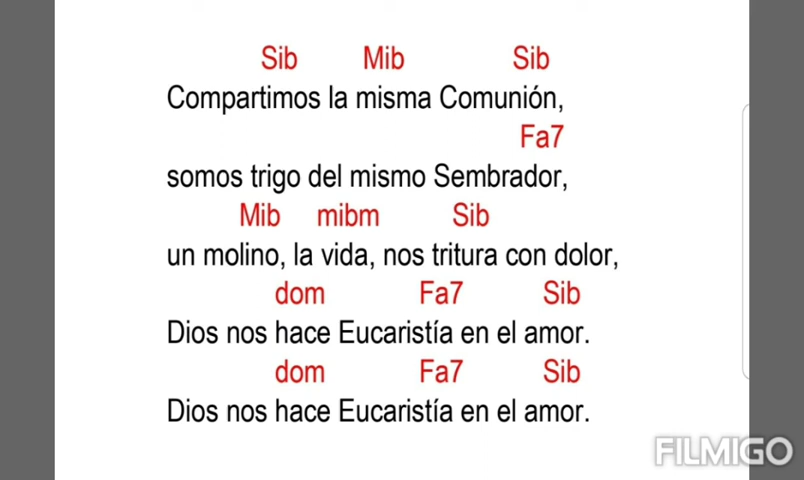 Sib Mib Sib
Compartimos la misma Comunión,
Fa7
somos trigo del mismo Sembrador,
Mib mibm Sib
un molino, la vida, nos tritura con dolor,
dom Fa7 Sib
Dios nos hace Eucaristía en el amor.
dom Fa7 Sib
Dios nos hace Eucaristía en el amor.
FILMIGO